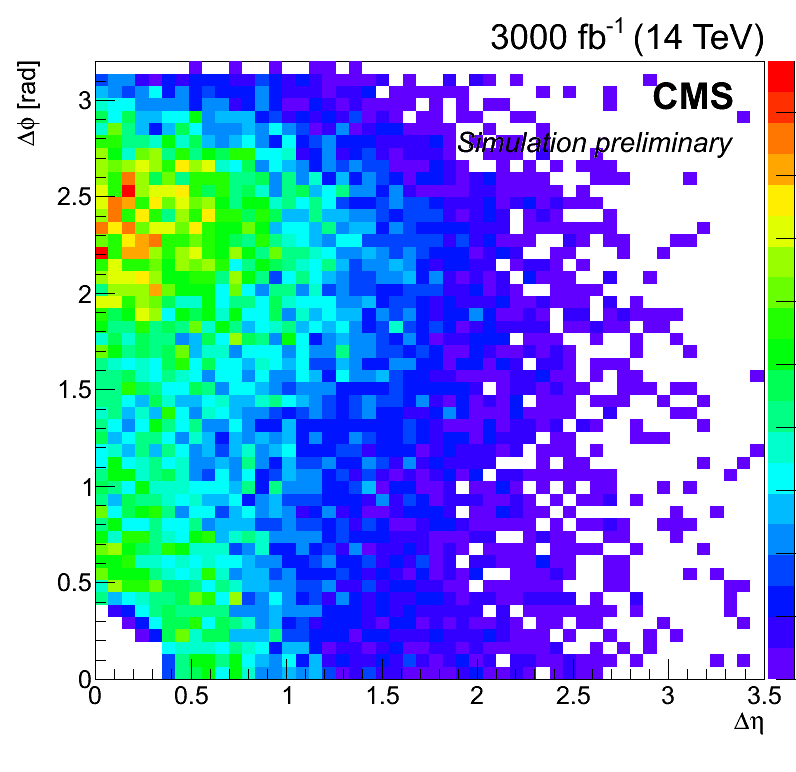 3000 fb⁻¹ (14 TeV)
Δϕ [rad]
CMS
Simulation preliminary
3
2.5
2
1.5
1
0.5
0
0 0.5 1 1.5 2 2.5 3 3.5
Δη